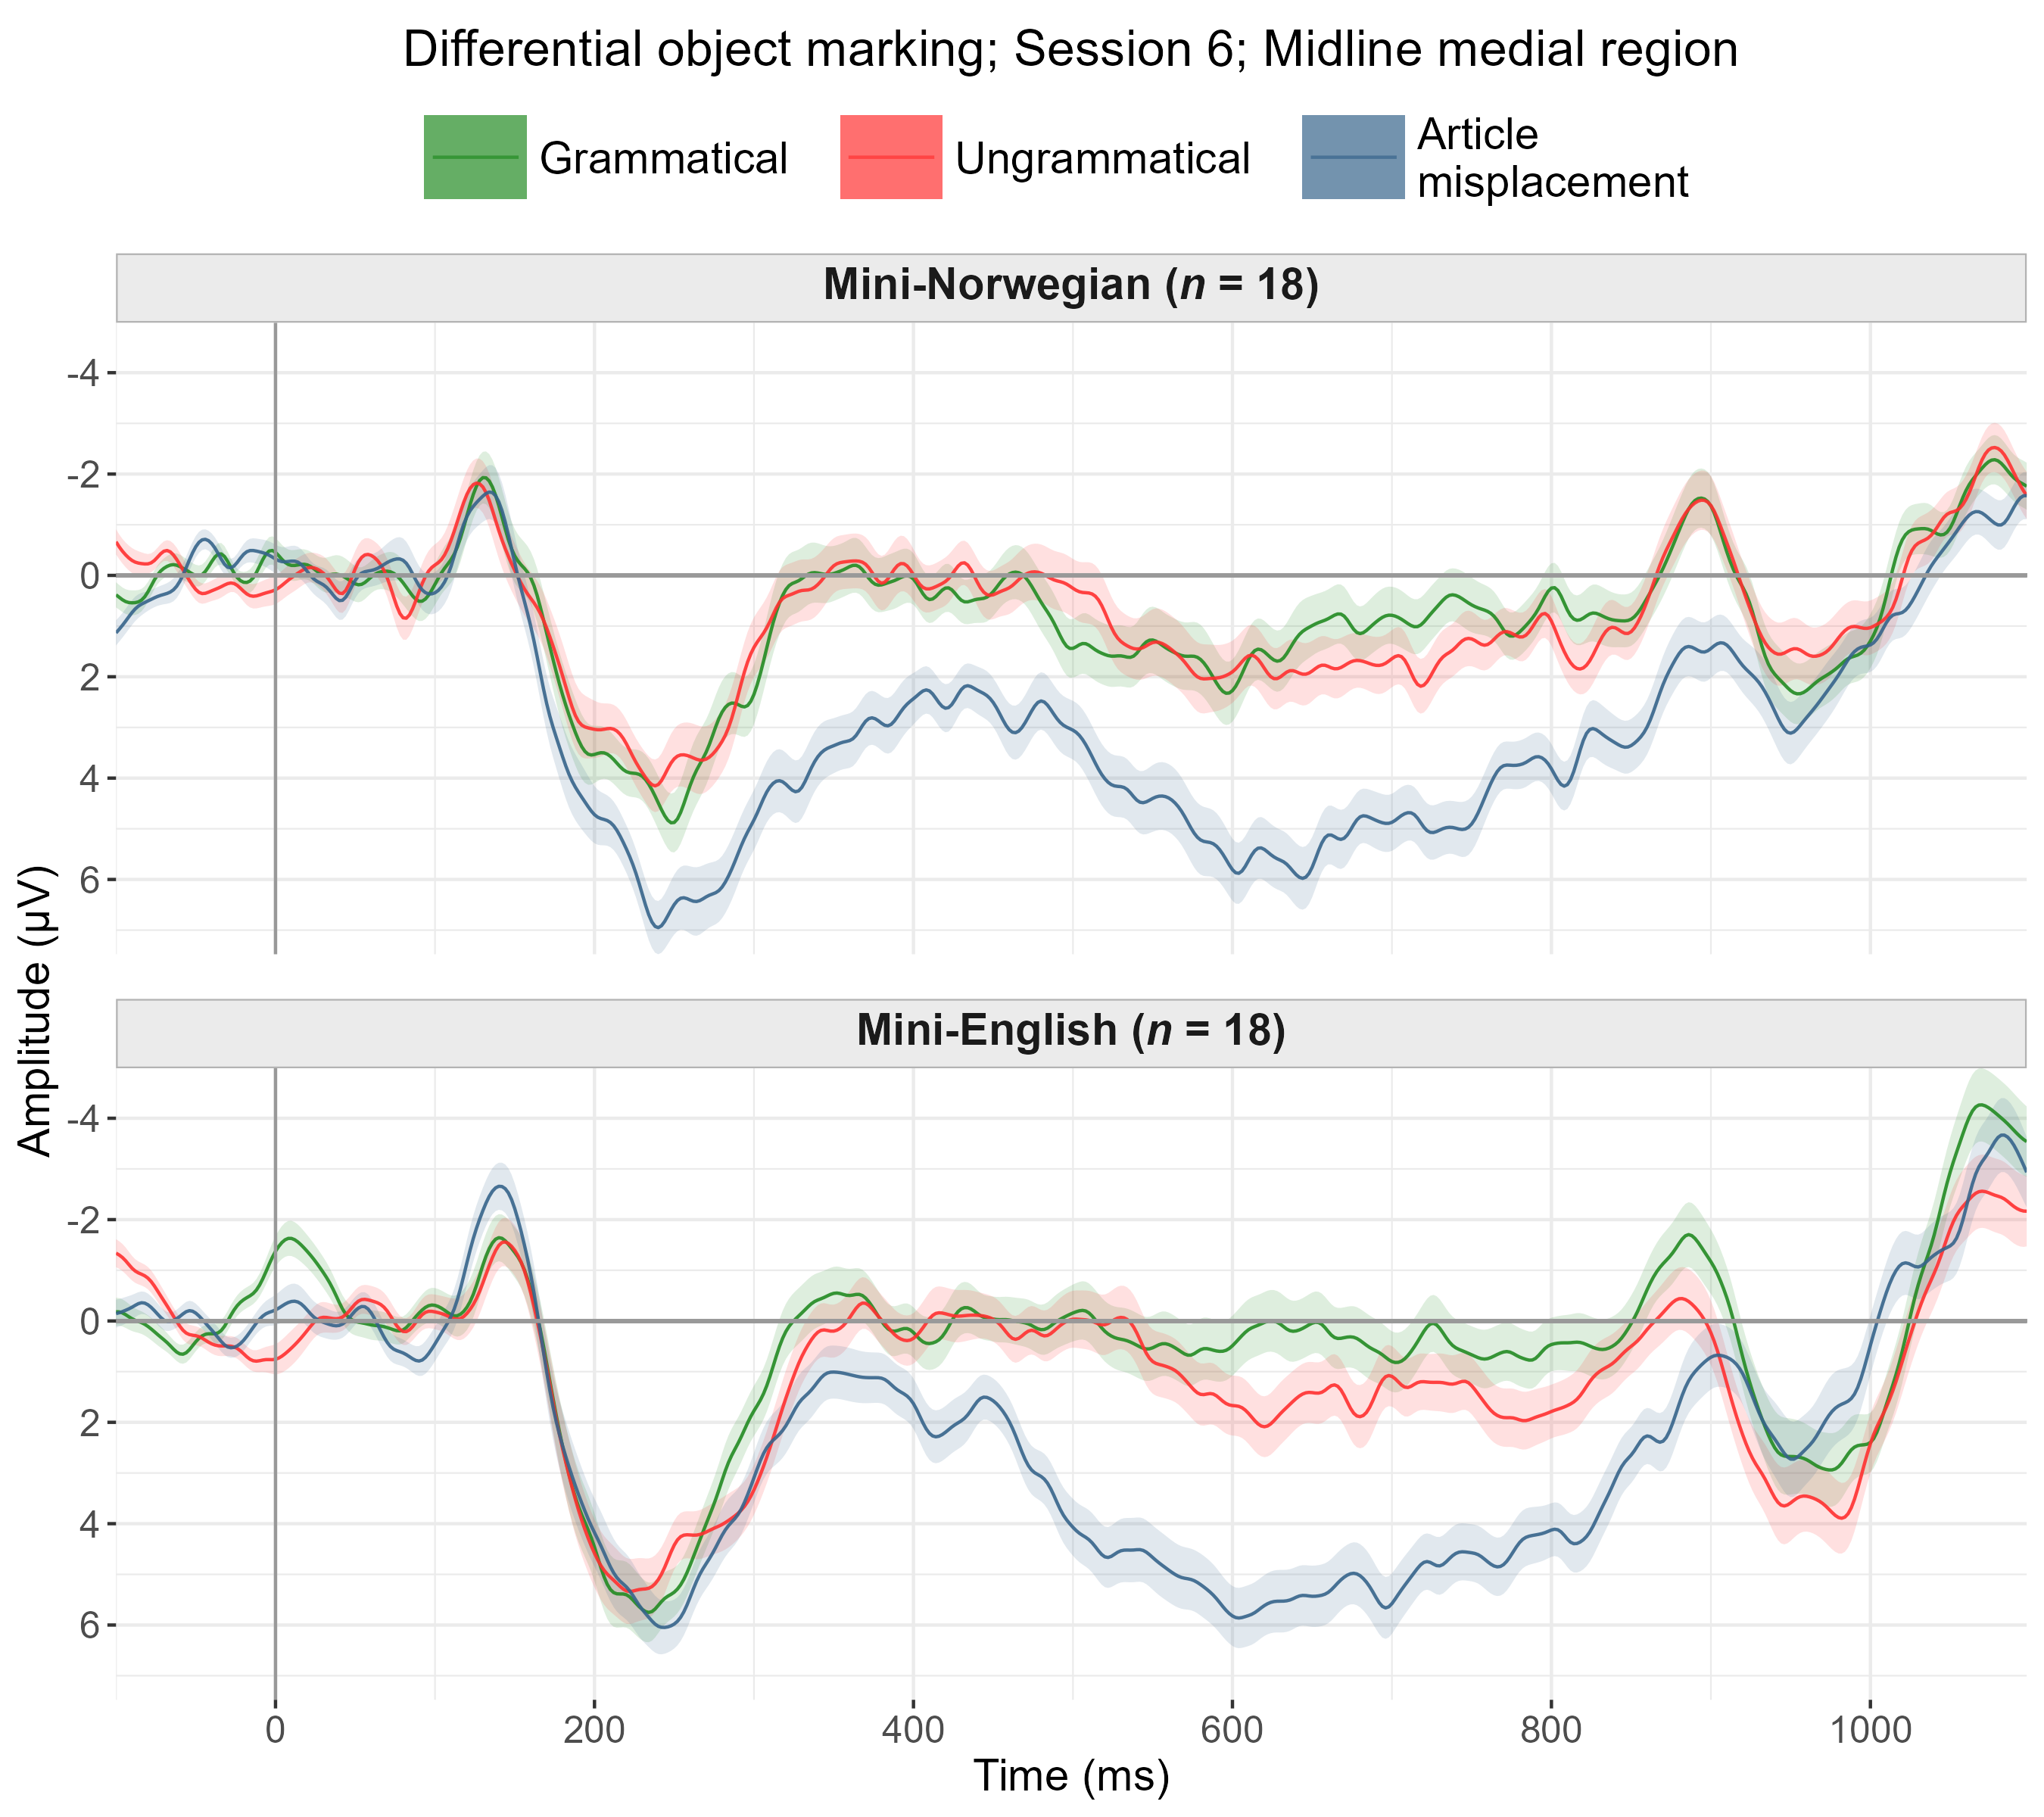 Differential object marking; Session 6; Midline medial region
Grammatical
Ungrammatical
Article
misplacement
Mini-Norwegian (n = 18)
-4
-2
0
2
4
6
Mini-English (n = 18)
-4
-2
0
2
4
6
Amplitude (µV)
0 200 400 600 800 1000
Time (ms)